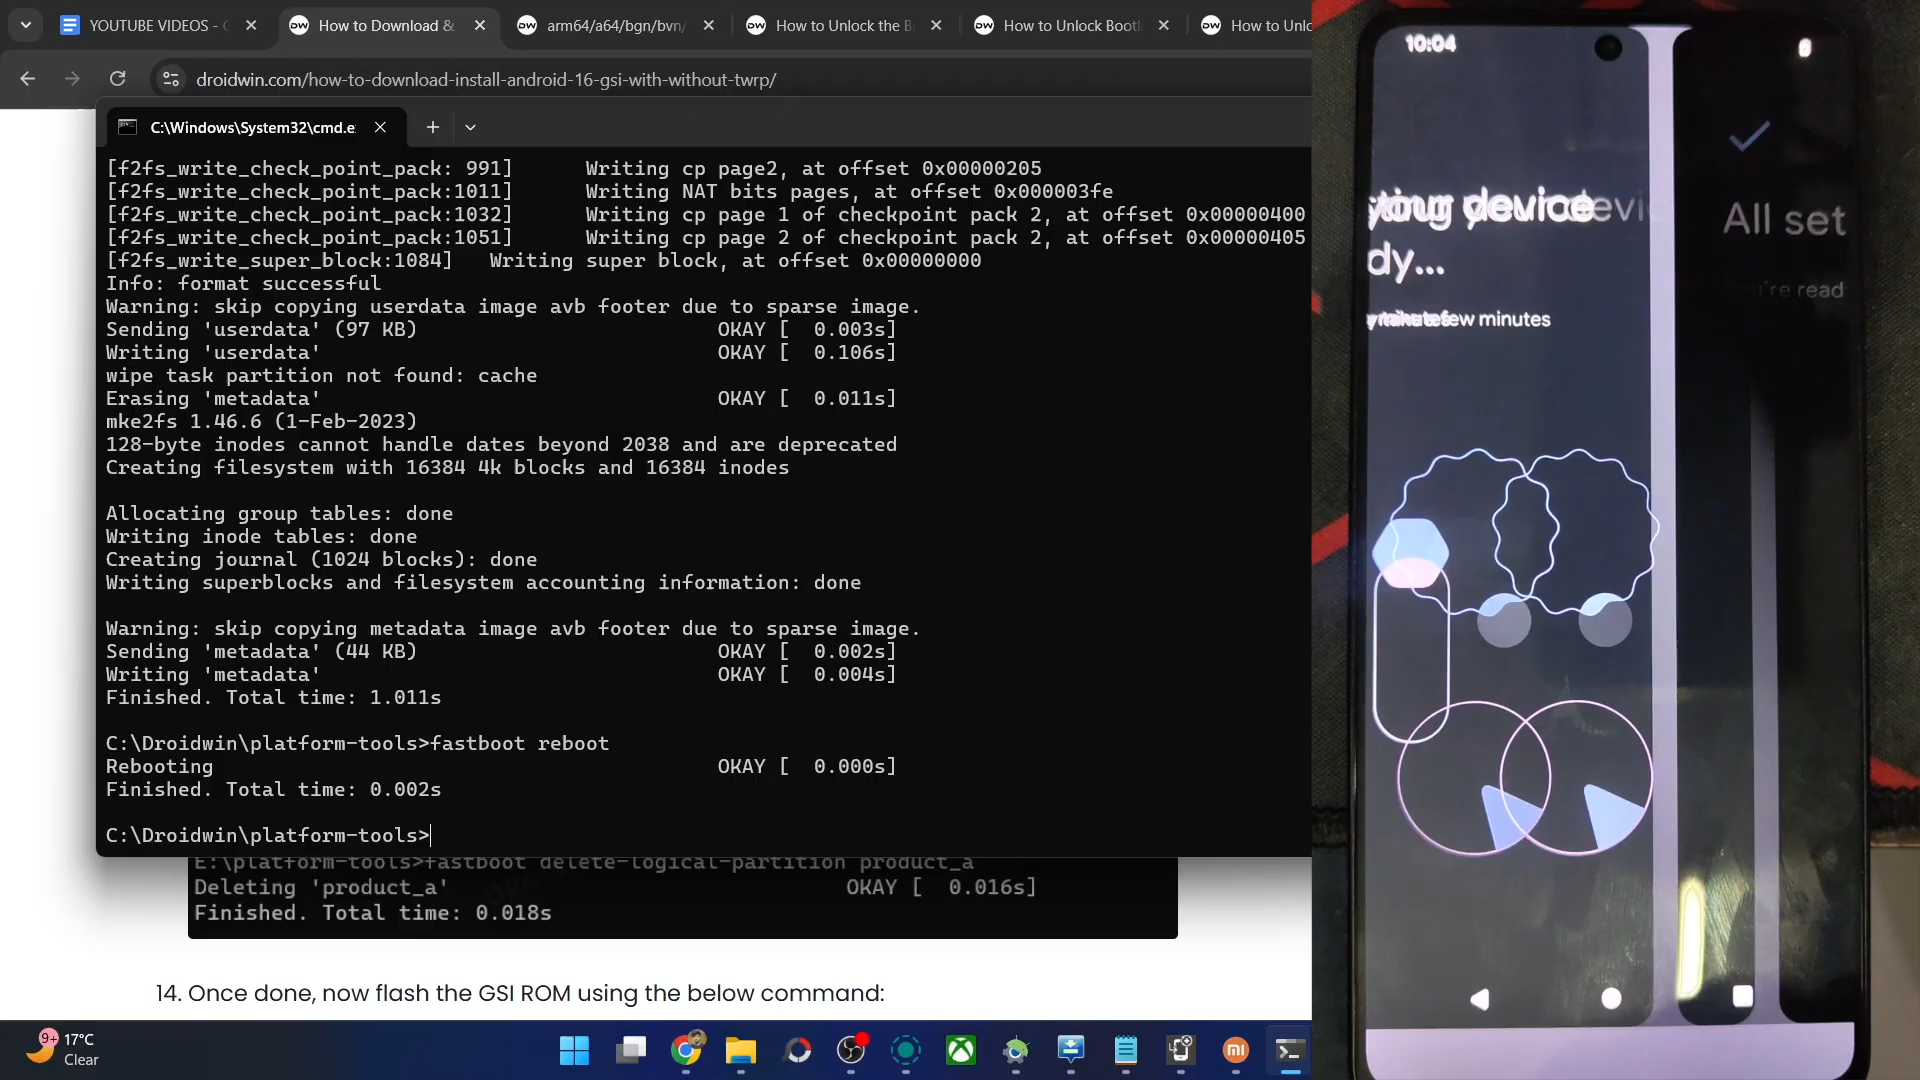 YOUTUBE VIDEOS -
How to Download &
arm64/a64/bgn/bvn/
How to Unlock the B
How to Unlock Bootl
How to Unlo
droidwin.com/how-to-download-install-android-16-gsi-with-without-twrp/
C:\Windows\System32\cmd.e
[f2fs_write_check_point_pack: 991] Writing cp page2, at offset 0x00000205
[f2fs_write_check_point_pack:1011] Writing NAT bits pages, at offset 0x000003fe
[f2fs_write_check_point_pack:1032] Writing cp page 1 of checkpoint pack 2, at offset 0x00000400
[f2fs_write_check_point_pack:1051] Writing cp page 2 of checkpoint pack 2, at offset 0x00000405
[f2fs_write_super_block:1084] Writing super block, at offset 0x00000000
Info: format successful
Warning: skip copying userdata image avb footer due to sparse image.
Sending 'userdata' (97 KB) OKAY [ 0.003s]
Writing 'userdata' OKAY [ 0.106s]
wipe task partition not found: cache
Erasing 'metadata' OKAY [ 0.011s]
mke2fs 1.46.6 (1-Feb-2023)
128-byte inodes cannot handle dates beyond 2038 and are deprecated
Creating filesystem with 16384 4k blocks and 16384 inodes
Allocating group tables: done
Writing inode tables: done
Creating journal (1024 blocks): done
Writing superblocks and filesystem accounting information: done
Warning: skip copying metadata image avb footer due to sparse image.
Sending 'metadata' (44 KB) OKAY [ 0.002s]
Writing 'metadata' OKAY [ 0.004s]
Finished. Total time: 1.011s
C:\Droidwin\platform-tools>fastboot reboot
Rebooting OKAY [ 0.000s]
Finished. Total time: 0.002s
C:\Droidwin\platform-tools>
E:\platform-tools>fastboot delete-logical-partition product_a
Deleting 'product_a' OKAY [ 0.016s]
Finished. Total time: 0.018s
14. Once done, now flash the GSI ROM using the below command:
9+
17°C
Clear
10:04
device
dy...
few minutes
All set
're read